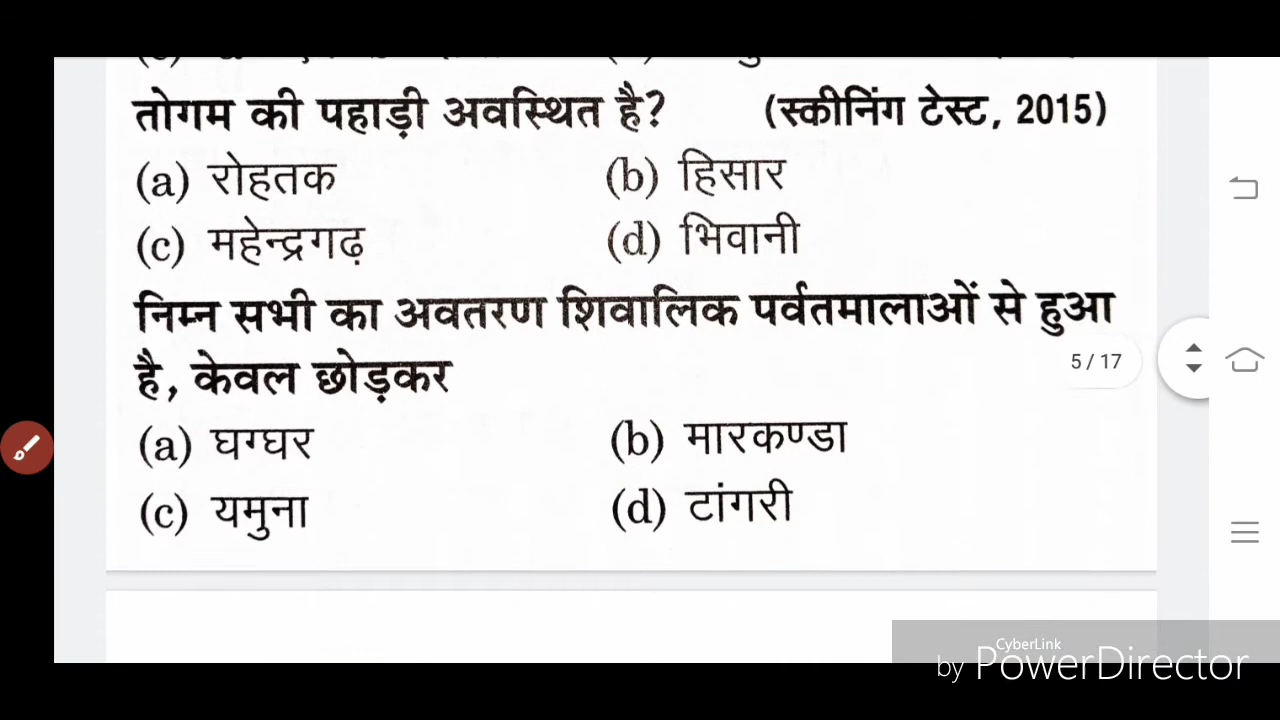 तोगम की पहाड़ी अवस्थित है? (स्कीनिंग टेस्ट, 2015)
(a) रोहतक (b) हिसार
(c) महेन्द्रगढ़ (d) भिवानी
निम्न सभी का अवतरण शिवालिक पर्वतमालाओं से हुआ
है, केवल छोड़कर
5 / 17
(a) घग्घर (b) मारकण्डा
(c) यमुना (d) टांगरी
CyberLink
by PowerDirector